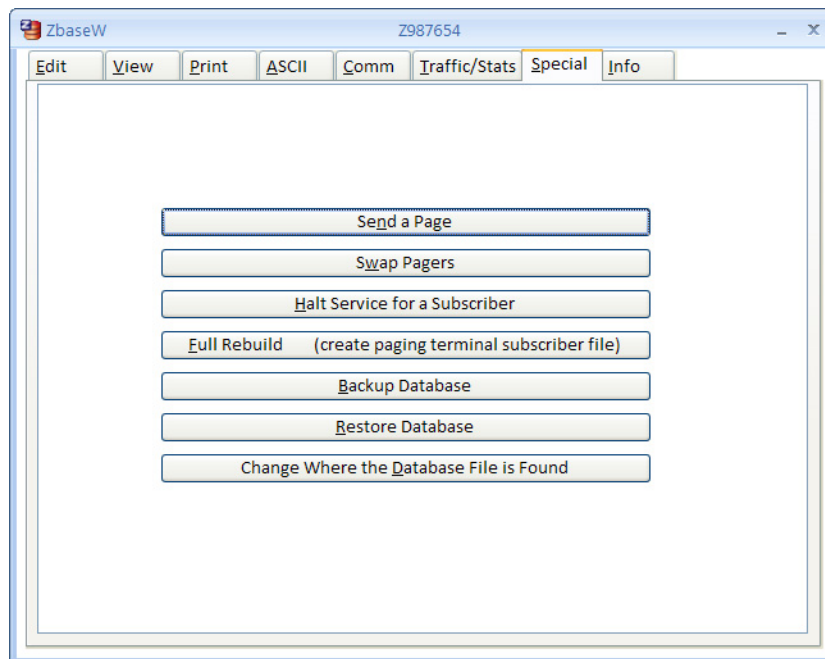 ZbaseW Z987654
Edit View Print ASCII Comm Traffic/Stats Special Info
Send a Page
Swap Pagers
Halt Service for a Subscriber
Full Rebuild (create paging terminal subscriber file)
Backup Database
Restore Database
Change Where the Database File is Found